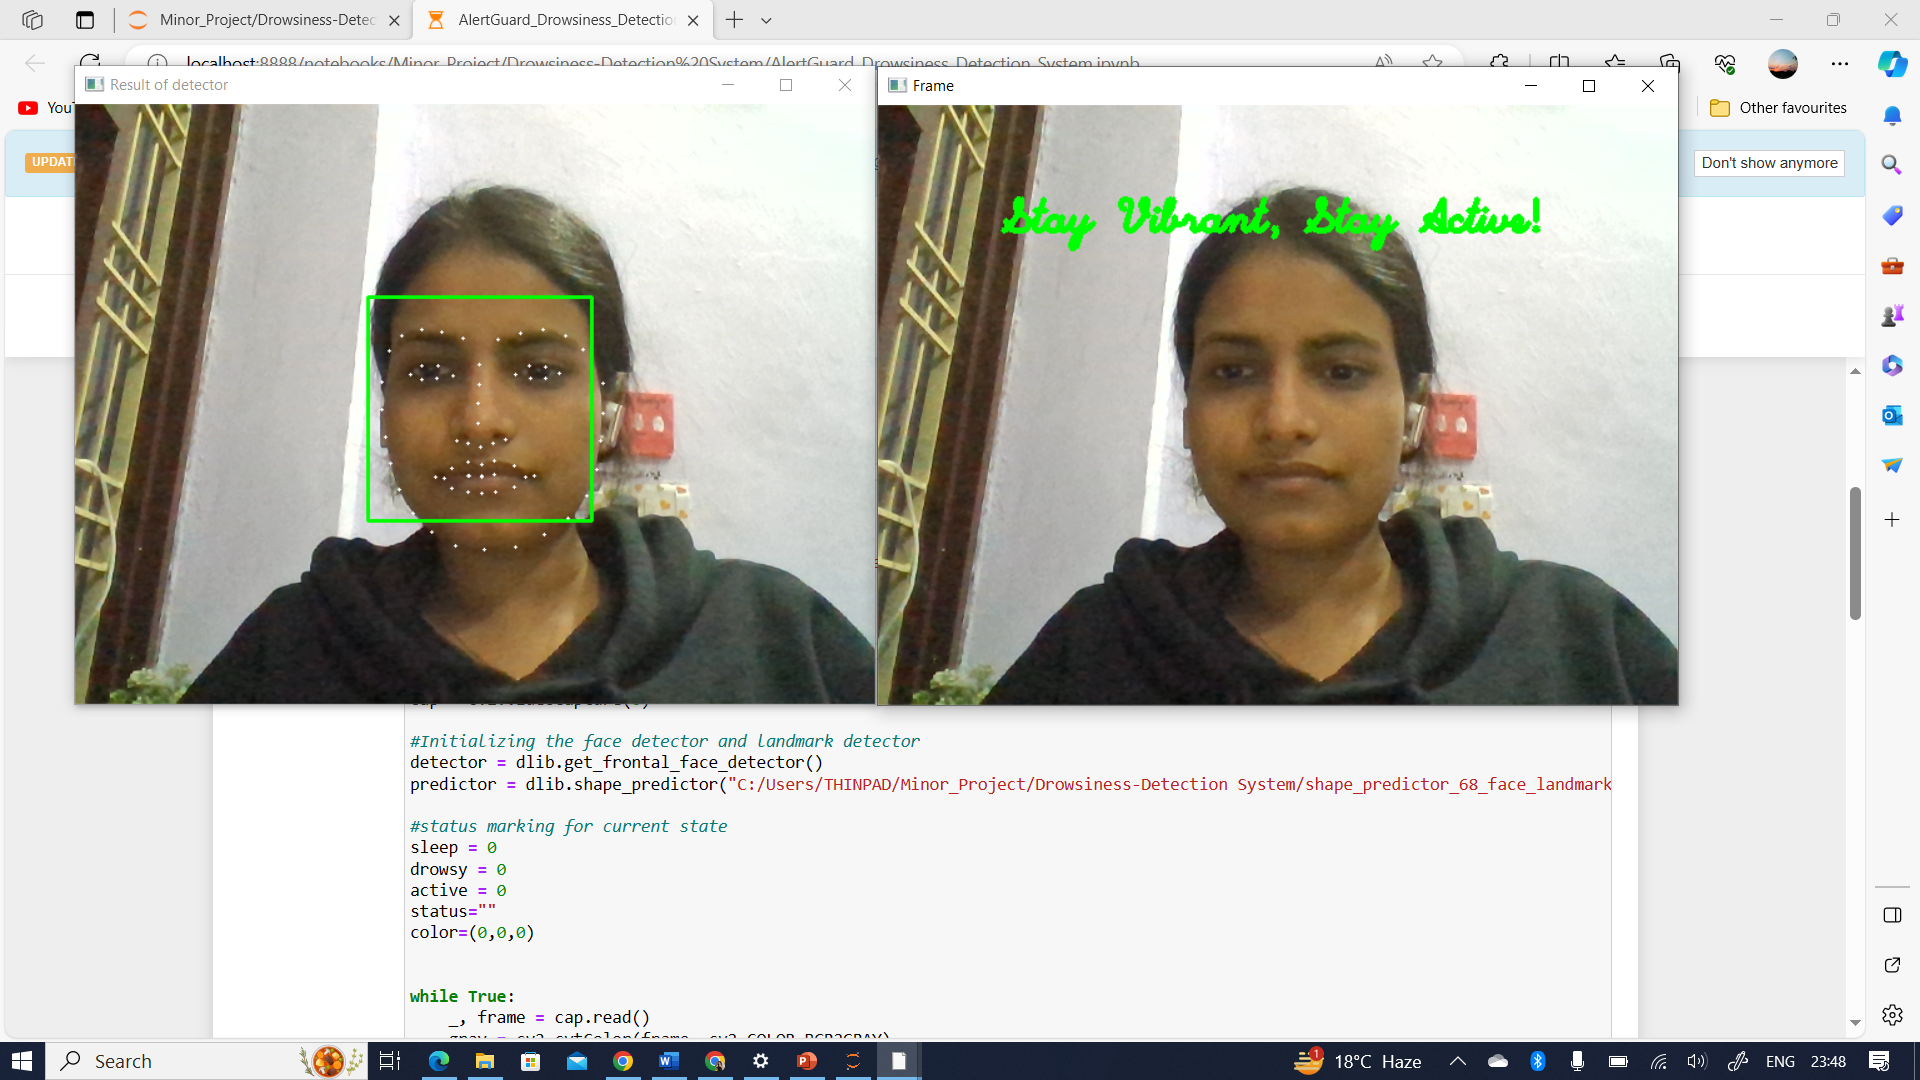 Minor_Project/Drowsiness-Detec
AlertGuard_Drowsiness_Detectio
localhost:8888/notebooks/Minor_Project/Drowsiness-Detection%20System/AlertGuard_Drowsiness_Detection_System.ipynb
Result of detector
Frame
Other favourites
Don't show anymore
Stay Vibrant, Stay Active!
#Initializing the face detector and landmark detector
detector = dlib.get_frontal_face_detector()
predictor = dlib.shape_predictor("C:/Users/THINPAD/Minor_Project/Drowsiness-Detection System/shape_predictor_68_face_landmark
#status marking for current state
sleep = 0
drowsy = 0
active = 0
status=""
color=(0,0,0)
while True:
_, frame = cap.read()
Search
1
18°C Haze
ENG
23:48